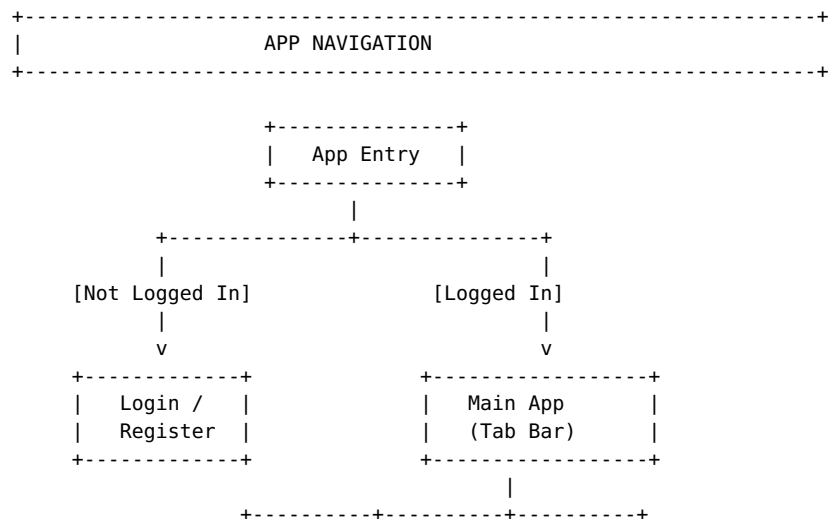 APP NAVIGATION
App Entry
[Not Logged In] [Logged In]
v v
Login / Main App
Register (Tab Bar)